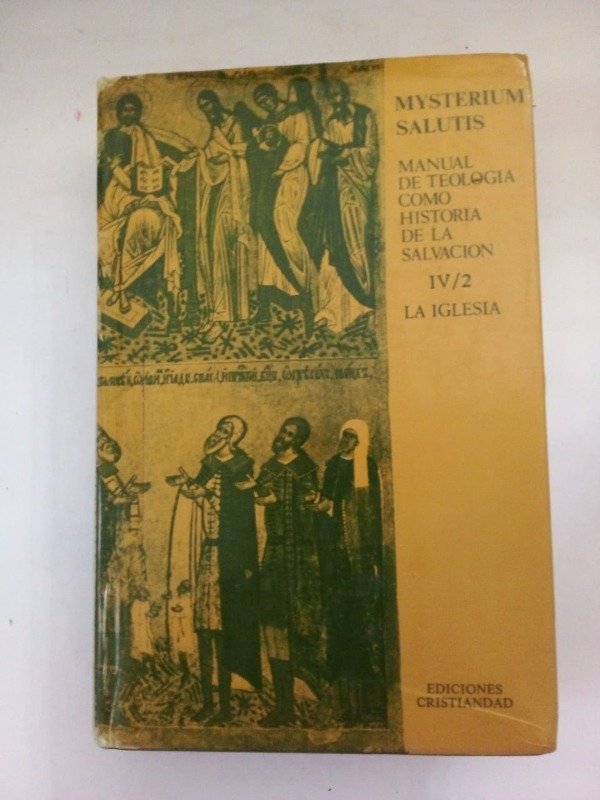 MYSTERIUM
SALUTIS
MANUAL
DE TEOLOGIA
COMO
HISTORIA
DE LA
SALVACION
IV/2
LA IGLESIA
EDICIONES
CRISTIANDAD